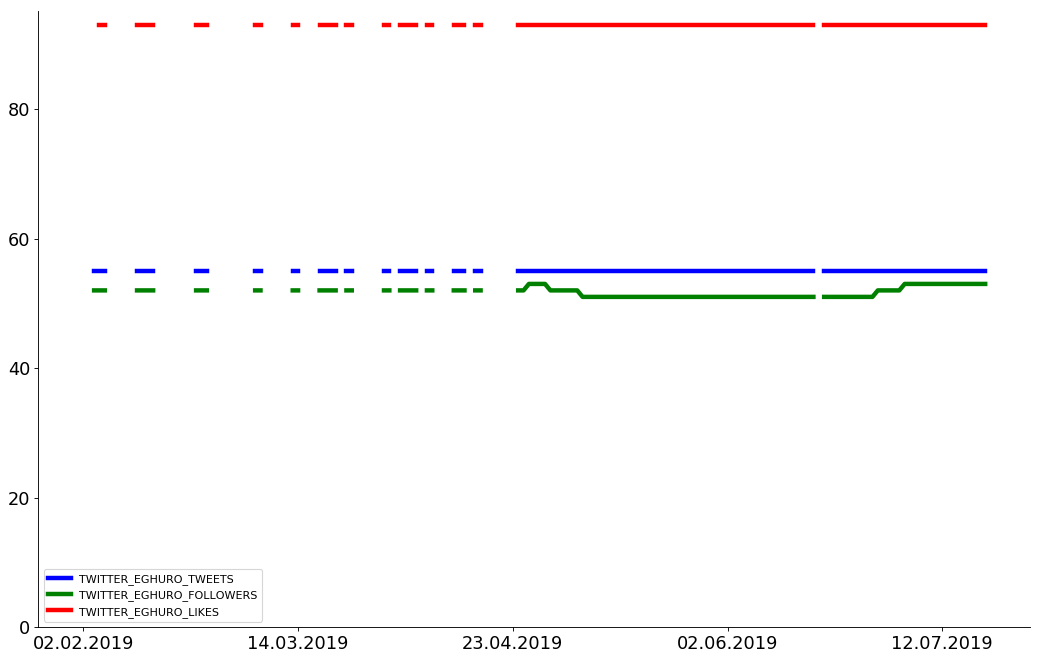 80
60
40
20
0
TWITTER_EGHURO_TWEETS
TWITTER_EGHURO_FOLLOWERS
TWITTER_EGHURO_LIKES
02.02.2019 14.03.2019 23.04.2019 02.06.2019 12.07.2019